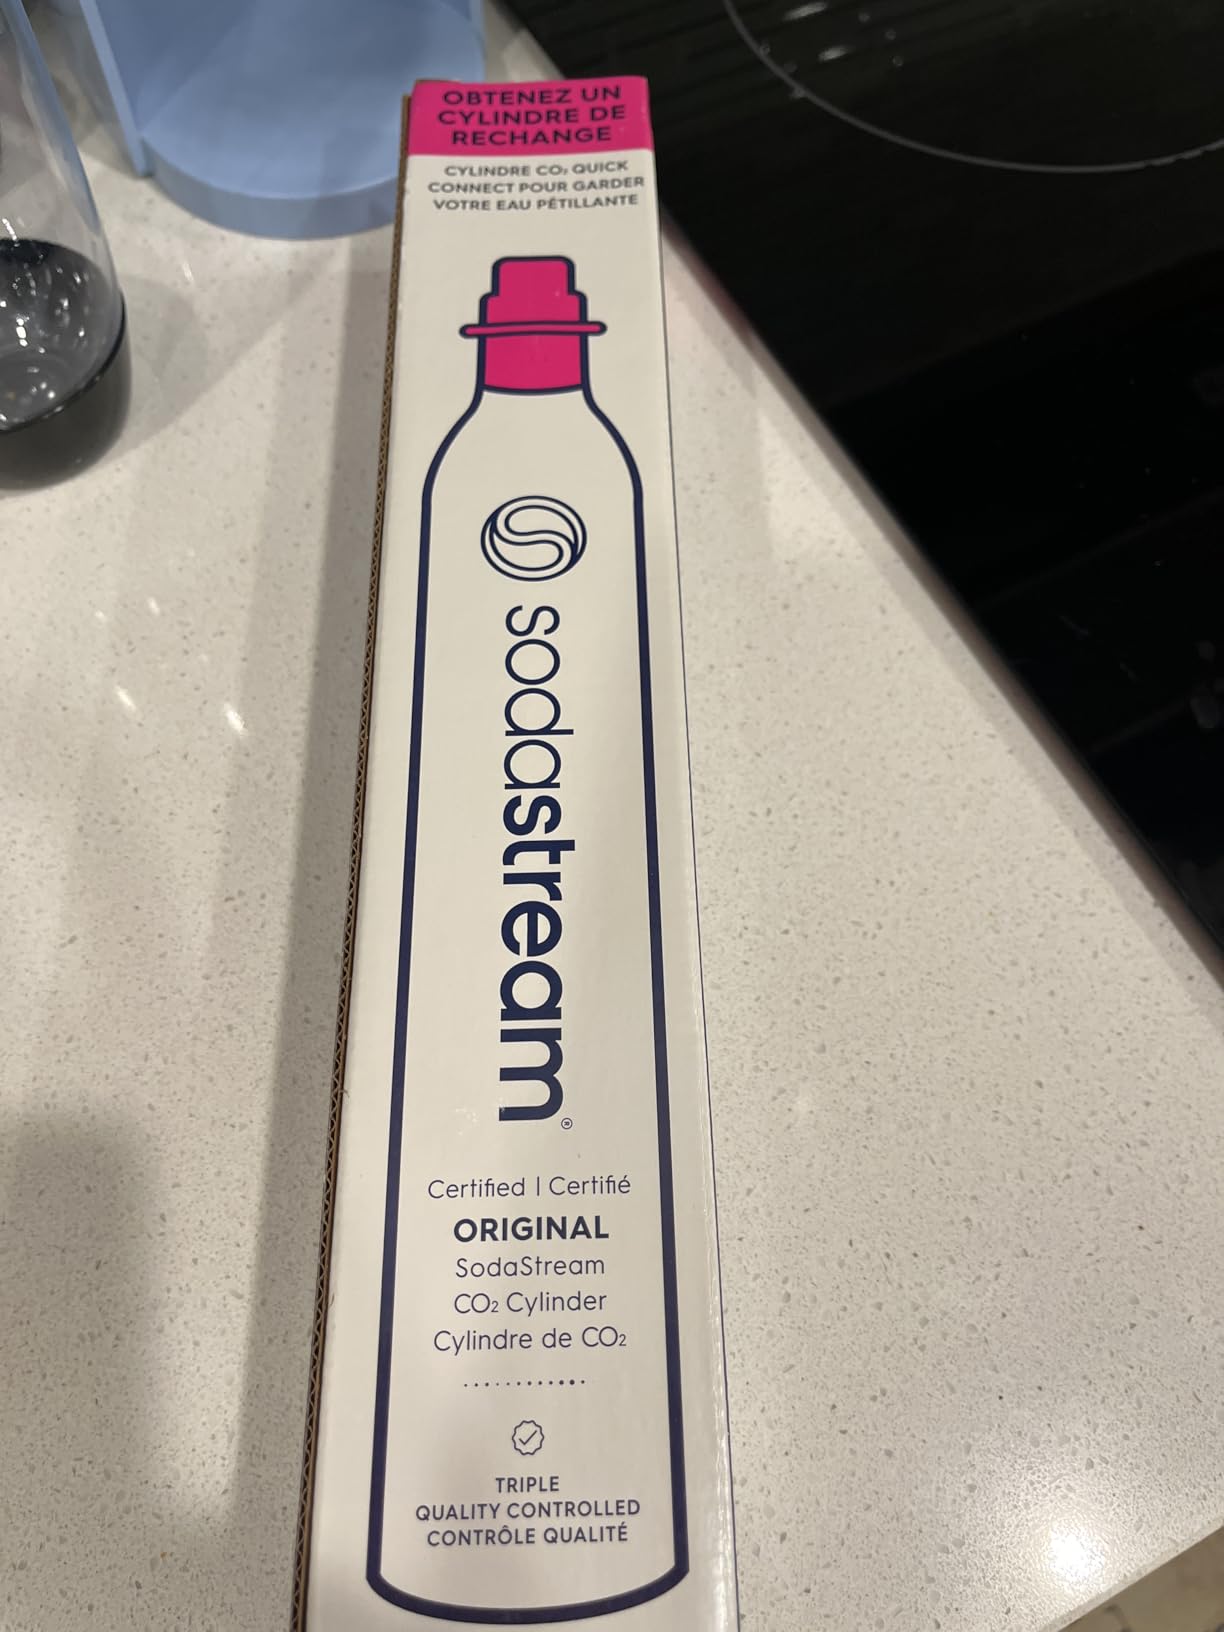 OBTENEZ UN
CYLINDRE DE
RECHANGE
CYLINDRE CO₂ QUICK
CONNECT POUR GARDER
VOTRE EAU PÉTILLANTE
sodastream®
Certified | Certifié
ORIGINAL
SodaStream
CO₂ Cylinder
Cylindre de CO₂
TRIPLE
QUALITY CONTROLLED
CONTRÔLE QUALITÉ